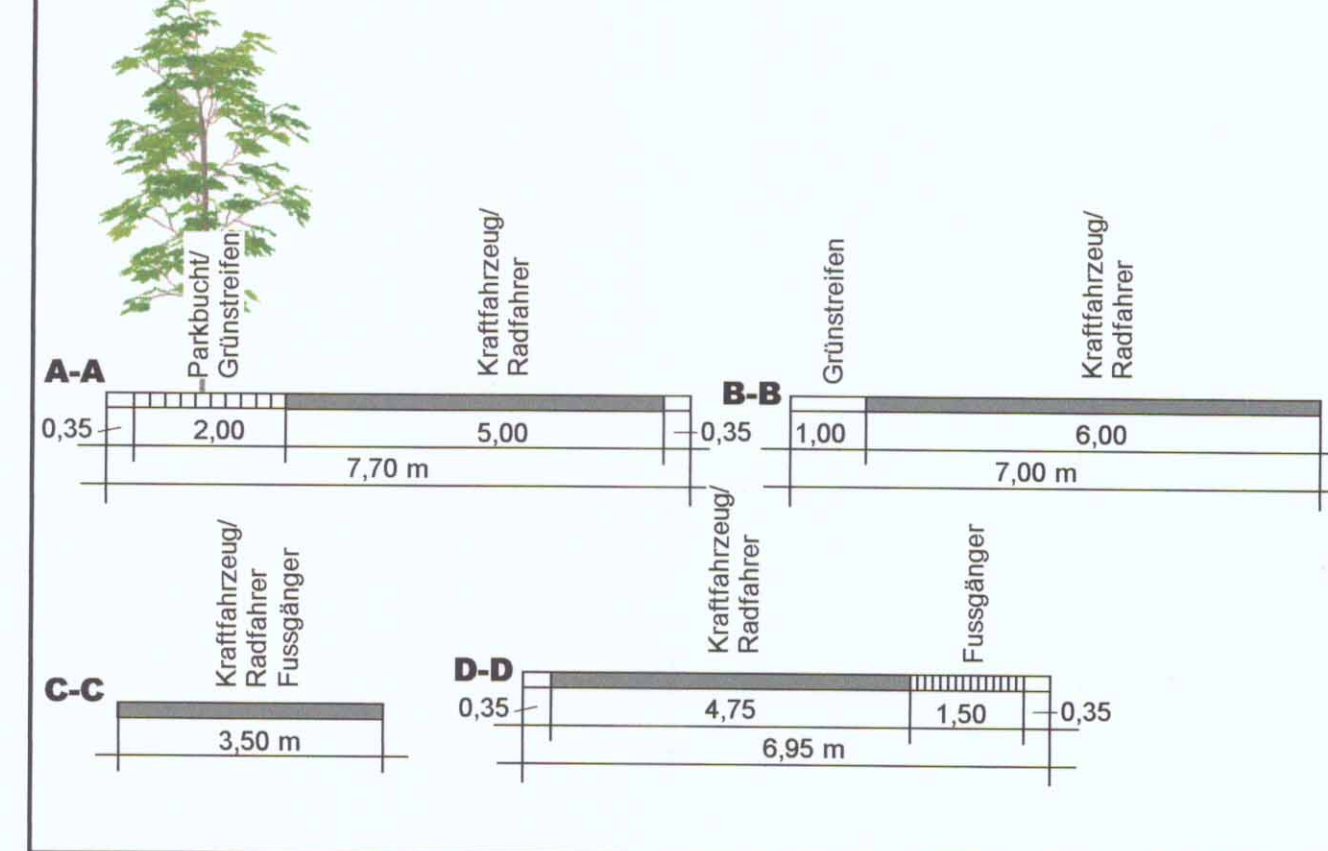 Parkbucht/
Grünstreifen
Kraftfahrzeug/
Radfahrer
A-A
0,35
2,00
5,00
0,35
7,70 m
Grünstreifen
Kraftfahrzeug/
Radfahrer
B-B
1,00
6,00
7,00 m
Kraftfahrzeug/
Radfahrer
Fussgänger
C-C
3,50 m
Kraftfahrzeug/
Radfahrer
Fussgänger
D-D
0,35
4,75
1,50
0,35
6,95 m